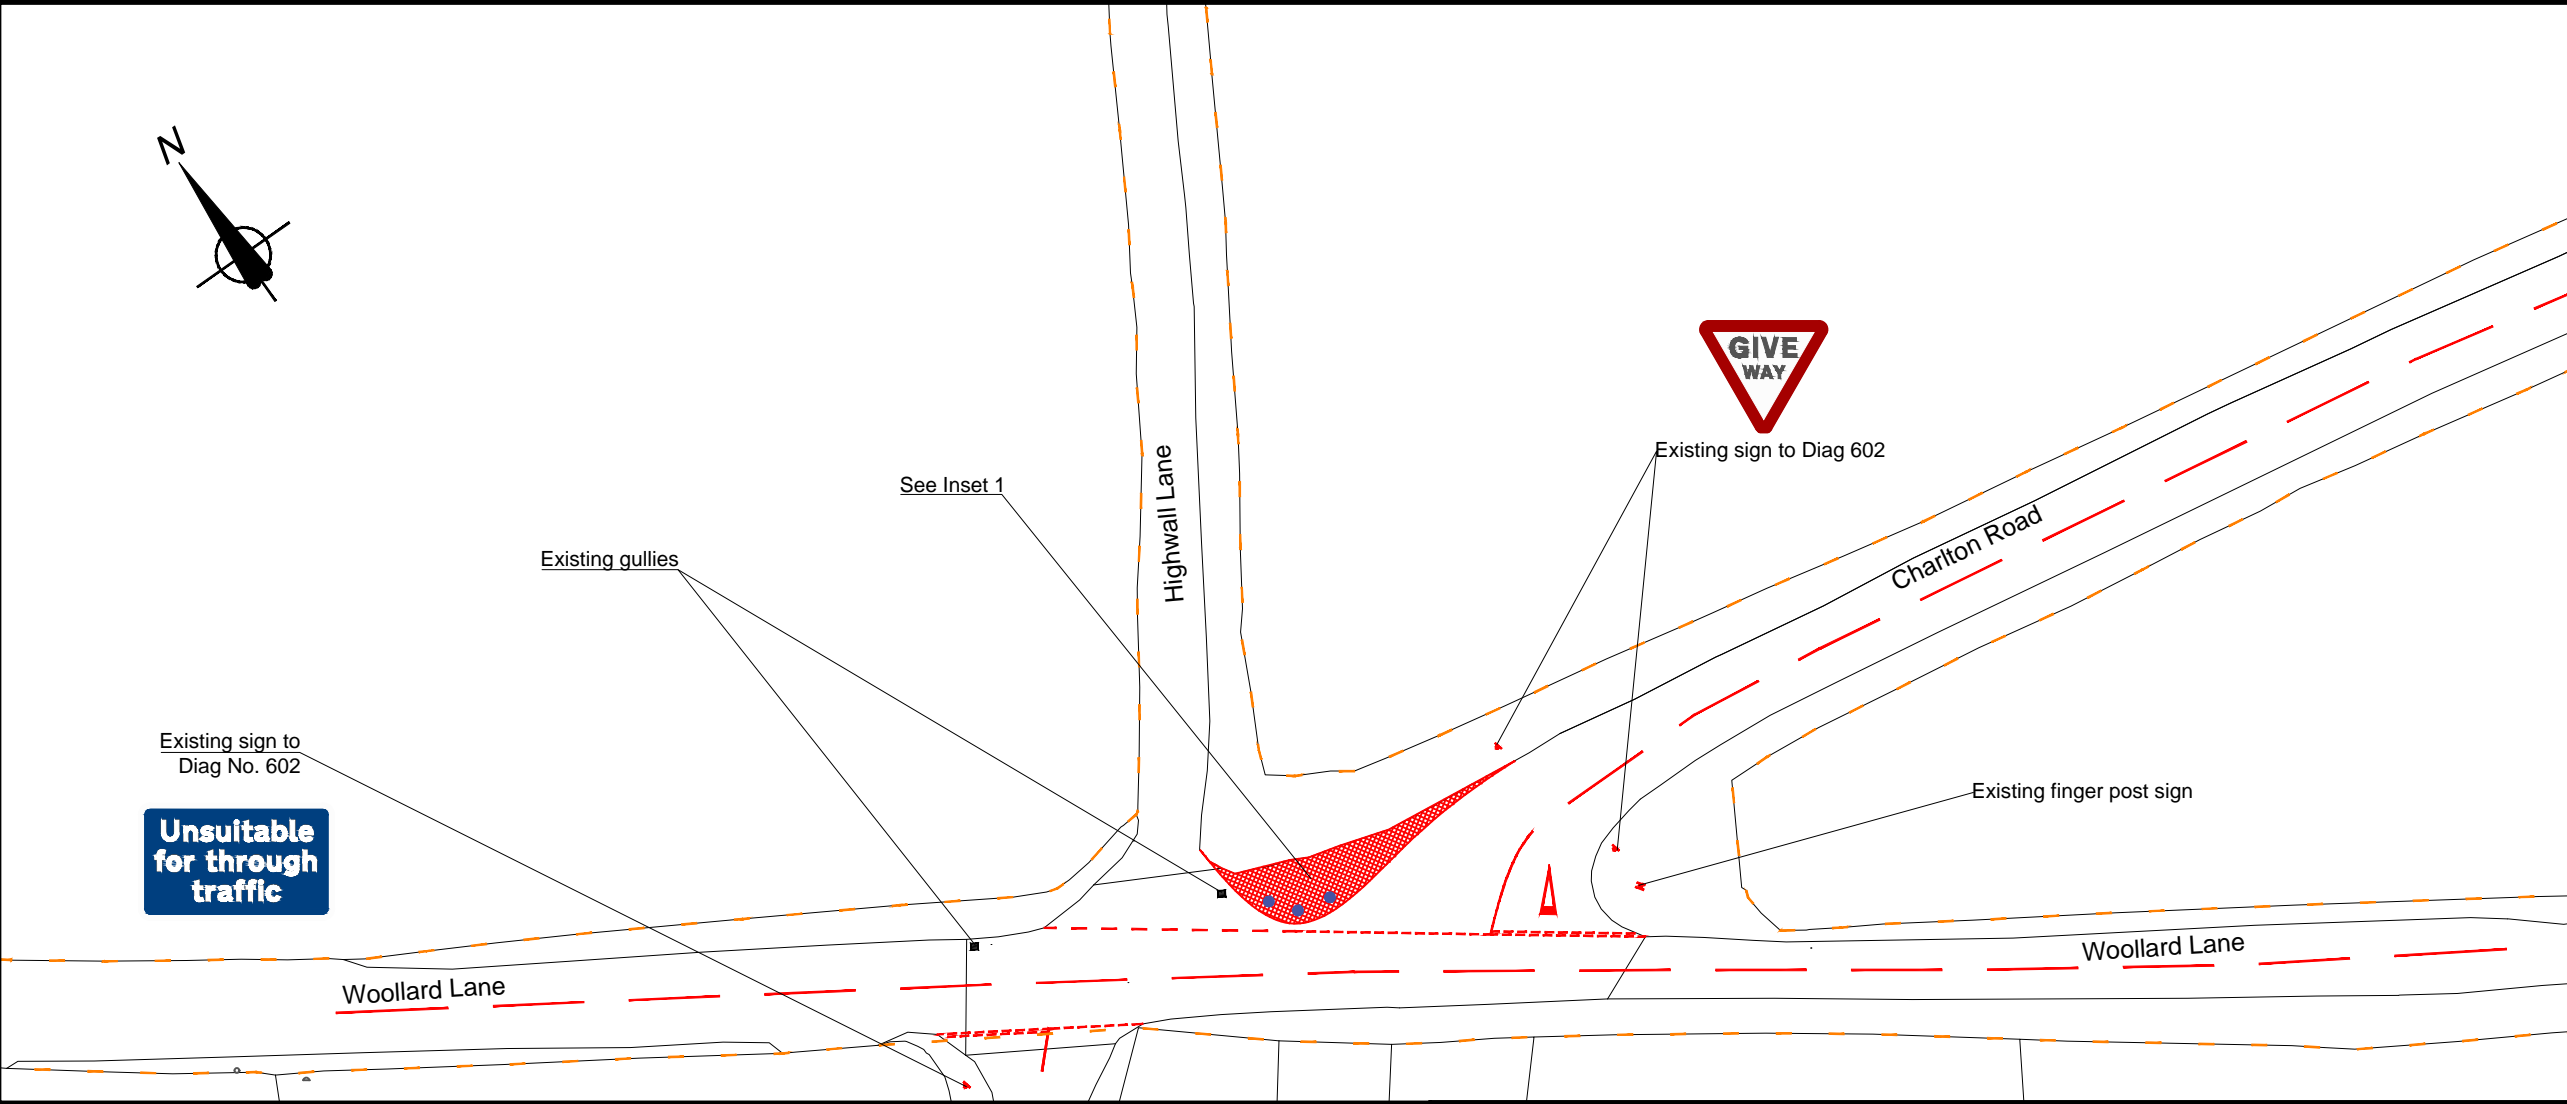 N
GIVE
WAY
Existing sign to Diag 602
See Inset 1
Highwall Lane
Charlton Road
Existing gullies
Existing sign to
Diag No. 602
Unsuitable
for through
traffic
Existing finger post sign
Woollard Lane
Woollard Lane